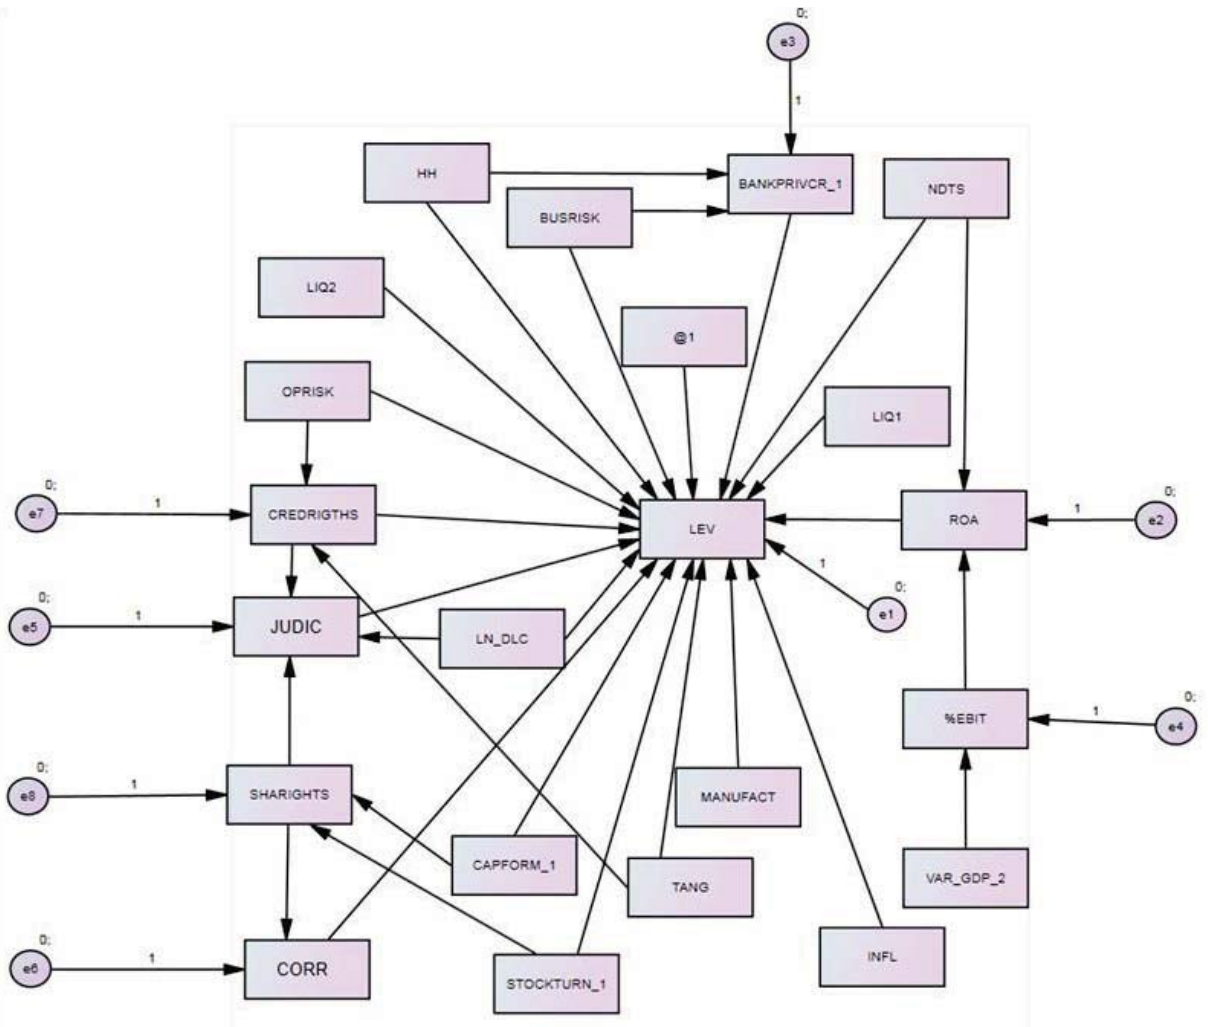 0;
e3
1
HH
BANKPRIVCR_1
NDTS
BUSRISK
LIQ2
@1
OPRISK
LIQ1
0;
e7
1
CREDRIGTHS
LEV
ROA
1
0;
e2
1
0;
e1
0;
e5
1
JUDIC
LN_DLC
%EBIT
1
0;
e4
0;
e8
1
SHARIGHTS
MANUFACT
CAPFORM_1
TANG
VAR_GDP_2
0;
e6
1
CORR
STOCKTURN_1
INFL